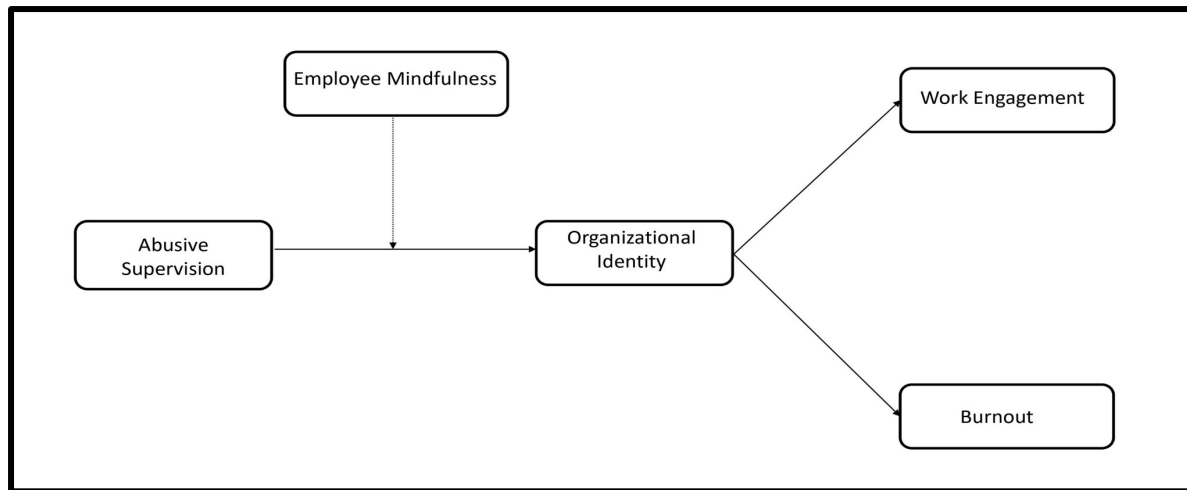 Employee Mindfulness
Work Engagement
Abusive
Supervision
Organizational
Identity
Burnout